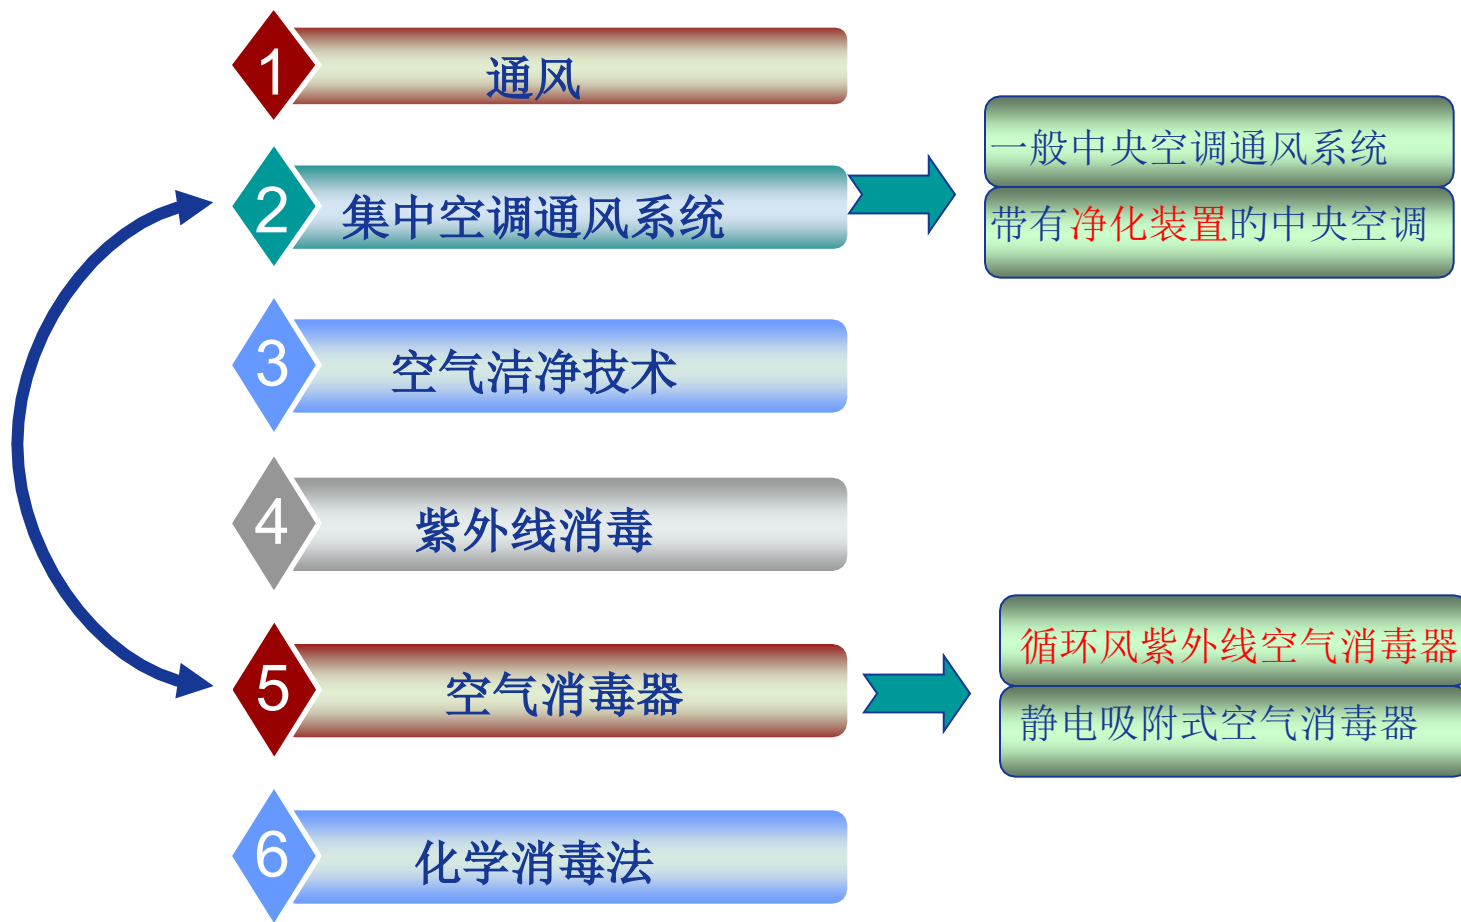 1
通风
2
集中空调通风系统
一般中央空调通风系统
带有净化装置旳中央空调
3
空气洁净技术
4
紫外线消毒
5
空气消毒器
循环风紫外线空气消毒器
静电吸附式空气消毒器
6
化学消毒法